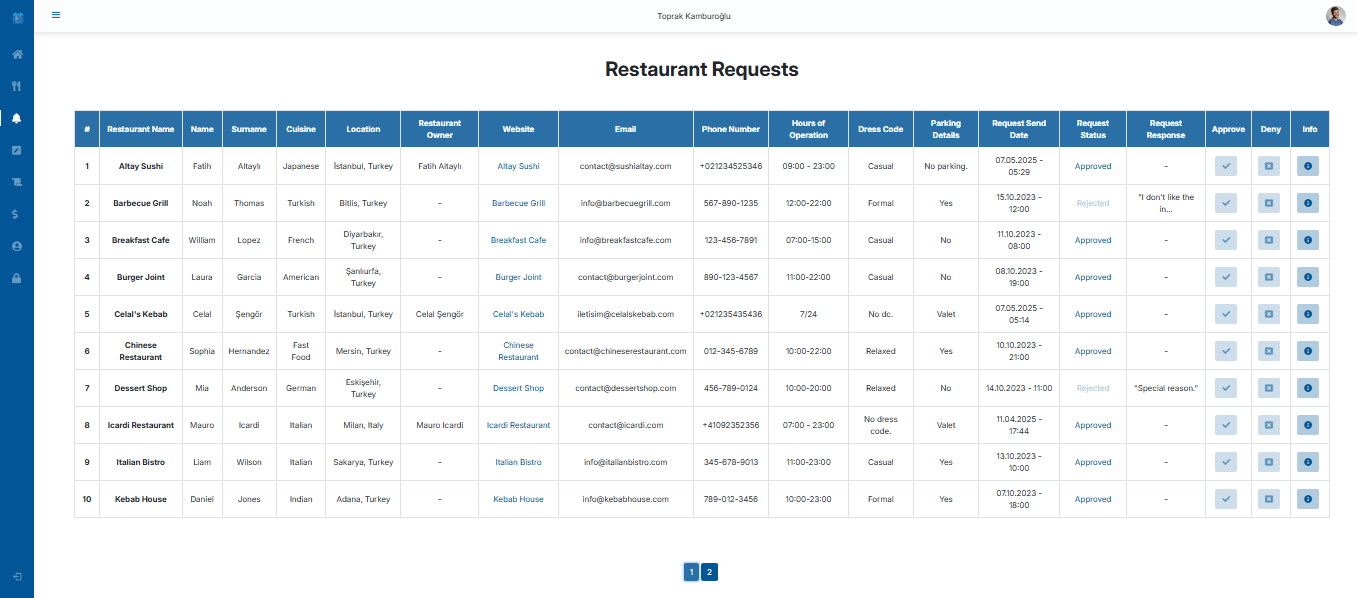 Toprak Kamburoğlu
Restaurant Requests
# Restaurant Name Name Surname Cuisine Location Restaurant Owner Website Email Phone Number Hours of Operation Dress Code Parking Details Request Send Date Request Status Request Response Approve Deny Info
1 Altay Sushi Fatih Altaylı Japanese İstanbul, Turkey Fatih Altaylı Altay Sushi contact@sushialtay.com +021234525346 09:00 - 23:00 Casual No parking. 07.05.2025 - 05:29 Approved -
2 Barbecue Grill Noah Thomas Turkish Bitlis, Turkey - Barbecue Grill info@barbecuegrill.com 567-890-1235 12:00-22:00 Formal Yes 15.10.2023 - 12:00 Rejected "I don't like the in...
3 Breakfast Cafe William Lopez French Diyarbakır, Turkey - Breakfast Cafe info@breakfastcafe.com 123-456-7891 07:00-15:00 Casual No 11.10.2023 - 08:00 Approved -
4 Burger Joint Laura Garcia American Şanlıurfa, Turkey - Burger Joint contact@burgerjoint.com 890-123-4567 11:00-22:00 Casual No 08.10.2023 - 19:00 Approved -
5 Celal's Kebab Celal Şengör Turkish İstanbul, Turkey Celal Şengör Celal's Kebab iletisim@celalskebab.com +021235435436 7/24 No dc. Valet 07.05.2025 - 05:14 Approved -
6 Chinese Restaurant Sophia Hernandez Fast Food Mersin, Turkey - Chinese Restaurant contact@chineserestaurant.com 012-345-6789 10:00-22:00 Relaxed Yes 10.10.2023 - 21:00 Approved -
7 Dessert Shop Mia Anderson German Eskişehir, Turkey - Dessert Shop contact@dessertshop.com 456-789-0124 10:00-20:00 Relaxed No 14.10.2023 - 11:00 Rejected "Special reason."
8 Icardi Restaurant Mauro Icardi Italian Milan, Italy Mauro Icardi Icardi Restaurant contact@icardi.com +41092352356 07:00 - 23:00 No dress code. Valet 11.04.2025 - 17:44 Approved -
9 Italian Bistro Liam Wilson Italian Sakarya, Turkey - Italian Bistro info@italianbistro.com 345-678-9013 11:00-23:00 Casual Yes 13.10.2023 - 10:00 Approved -
10 Kebab House Daniel Jones Indian Adana, Turkey - Kebab House info@kebabhouse.com 789-012-3456 10:00-23:00 Formal Yes 07.10.2023 - 18:00 Approved -
1 2